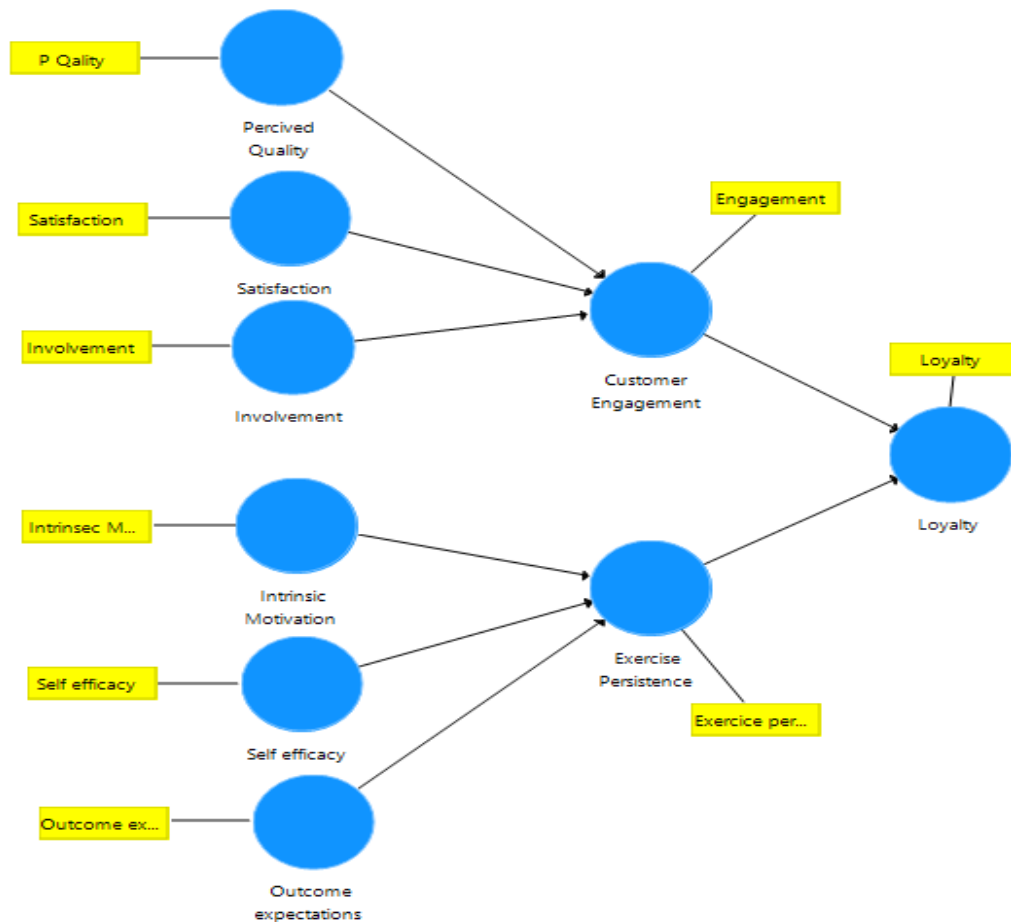 P Qality
Percived
Quality
Satisfaction
Satisfaction
Involvement
Involvement
Engagement
Customer
Engagement
Loyalty
Loyalty
Intrinsec M...
Intrinsic
Motivation
Self efficacy
Self efficacy
Exercise
Persistence
Exercice per...
Outcome ex...
Outcome
expectations